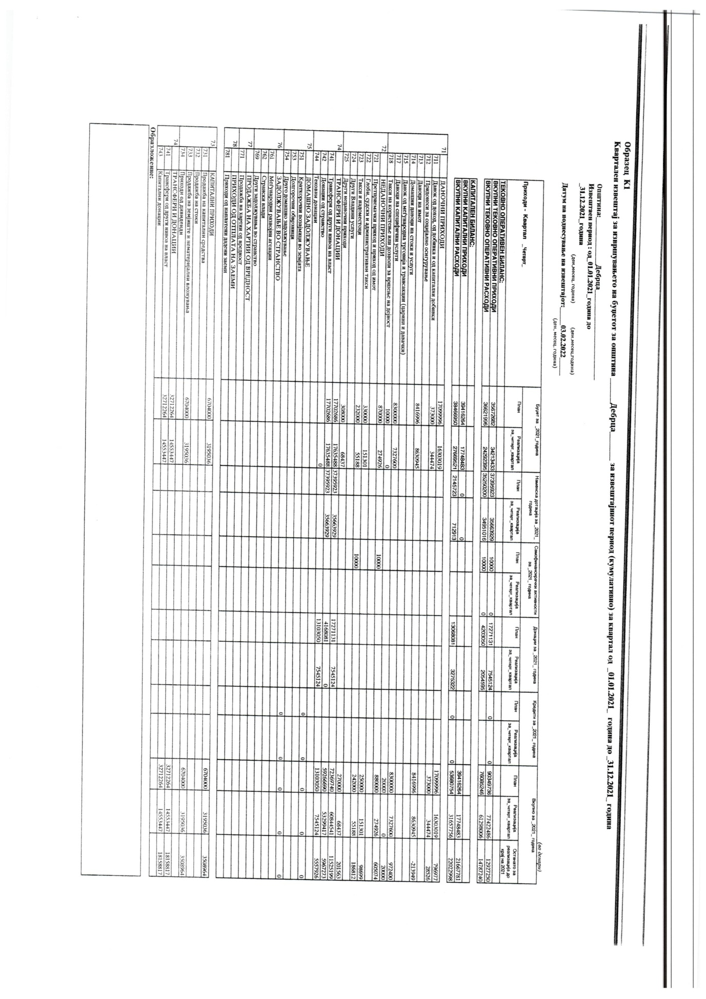 Образец К1
Квартален извештај за извршувањето на буџетот за општина ______Дебрца______ за извештајниот период (кумулативно) за квартал од _01.01.2021_ година до _31.12.2021_ година
Општина:________________Дебрца
Извештаен период : од_01.01.2021_година до
_31.12.2021_година
(ден,месец, година) (ден,месец,година)
Датум на поднесување на извештајот:_____03.02.2022_____
(ден, месец, година)
(во денари)
Приходи - Квартал _Четврт_ Буџет за _2021_година Наменска дотација за _2021_ година Самофинансирачки активности за _2021_ година Донации за _2021_ година Кредити за _2021_ година Вкупно за _2021_ година
План Реализација за_четврт_квартал План Реализација за_четврт_квартал План Реализација за_четврт_квартал План Реализација за_четврт_квартал План Реализација за_четврт_квартал План Реализација за_четврт_квартал Останато за реализација до крај на 2021
ТЕКОВНО ОПЕРАТИВЕН БИЛАНС:
ВКУПНИ ТЕКОВНО ОПЕРАТИВНИ ПРИХОДИ 35672682 34213433 37395923 35663929 10000 0 17271131 7545124 0 0 90349736 77422486 12927250
ВКУПНИ ТЕКОВНО ОПЕРАТИВНИ РАСХОДИ 36621996 24292395 35250200 34951016 10000 0 4203050 2054595 76085246 61298006 14787240
КАПИТАЛЕН БИЛАНС:
ВКУПНИ КАПИТАЛНИ ПРИХОДИ 39416264 17748483 0 0 39416264 17748483 21667781
ВКУПНИ КАПИТАЛНИ РАСХОДИ 38466950 27669521 2145723 712913 13068081 3275322 0 0 53680754 31657756 22022998
71 ДАНОЧНИ ПРИХОДИ 17099996 16303019 17099996 16303019 796977
711 Данок од доход, од добивка и од капитални добивки 373000 344474 373000 344474 28526
712 Придонеси за социјално осигурување
713 Даноци на имот
714 Домашни даноци на стоки и услуги 8416996 8630945 8416996 8630945 -213949
715 Данок од меѓународна трговија и трансакции (царини и давачки)
717 Даноци на специфични услуги
718 Такси на користење или дозволи за вршење на дејност 8300000 7327600 8300000 7327600 972400
72 НЕДАНОЧНИ ПРИХОДИ 10000 0 20000 0 20000
721 Претприемачки приход и приход од имот 870000 274926 10000 880000 274926 605074
722 Глоби, судски и административни такси
723 Такси и надоместоци 330000 151301 250000 151301 98699
724 Други Владини услуги 232000 55188 10000 242000 55188 186812
725 Други неданочни приходи
74 ТРАНСФЕРИ И ДОНАЦИИ 308000 68437 270000 68437 201563
741 Трансфери од други нивоа на власт 17702686 17635488 37395923 35663929 17271131 7545124 72369740 60844541 11525199
742 Донации од странство 17702686 17635488 37395923 35663929 4168081 0 59266690 53299417 5967273
744 Тековни донации 0 13103050 7545124 13103050 7545124 5557926
75 ДОМАШНО ЗАДОЛЖУВАЊЕ
751 Краткорочни позајмици во земјата 0 0 0 0 0
753 Долгорочни обврзници
754 Друго домашно задолжување
76 ЗАДОЛЖУВАЊЕ ВО СТРАНСТВО 0 0 0 0 0
761 Меѓународни развојни агенции
762 Странски влади
769 Други задолжувања во странство
77 ПРОДАЖБА НА ХАРТИИ ОД ВРЕДНОСТ
771 Продажба на хартии од вредност
78 ПРИХОДИ ОД ОТПЛАТА НА ЗАЕМИ
781 Приходи од наплатени дадени заеми
73 КАПИТАЛНИ ПРИХОДИ 6704000 3195036 6704000 3195036 3508964
731 Продажба на капитални средства
732 Продажба на стоки
733 Продажба на земјиште и нематеријални вложувања
734 Приходи од дивиденди 6704000 3195036 6704000 3195036 3508964
74 ТРАНСФЕРИ И ДОНАЦИИ
741 Трансфери од други нивоа на власт 32712264 14553447 32712264 14553447 18158817
743 Капитални донации 32712264 14553447 32712264 14553447 18158817
Образложение: